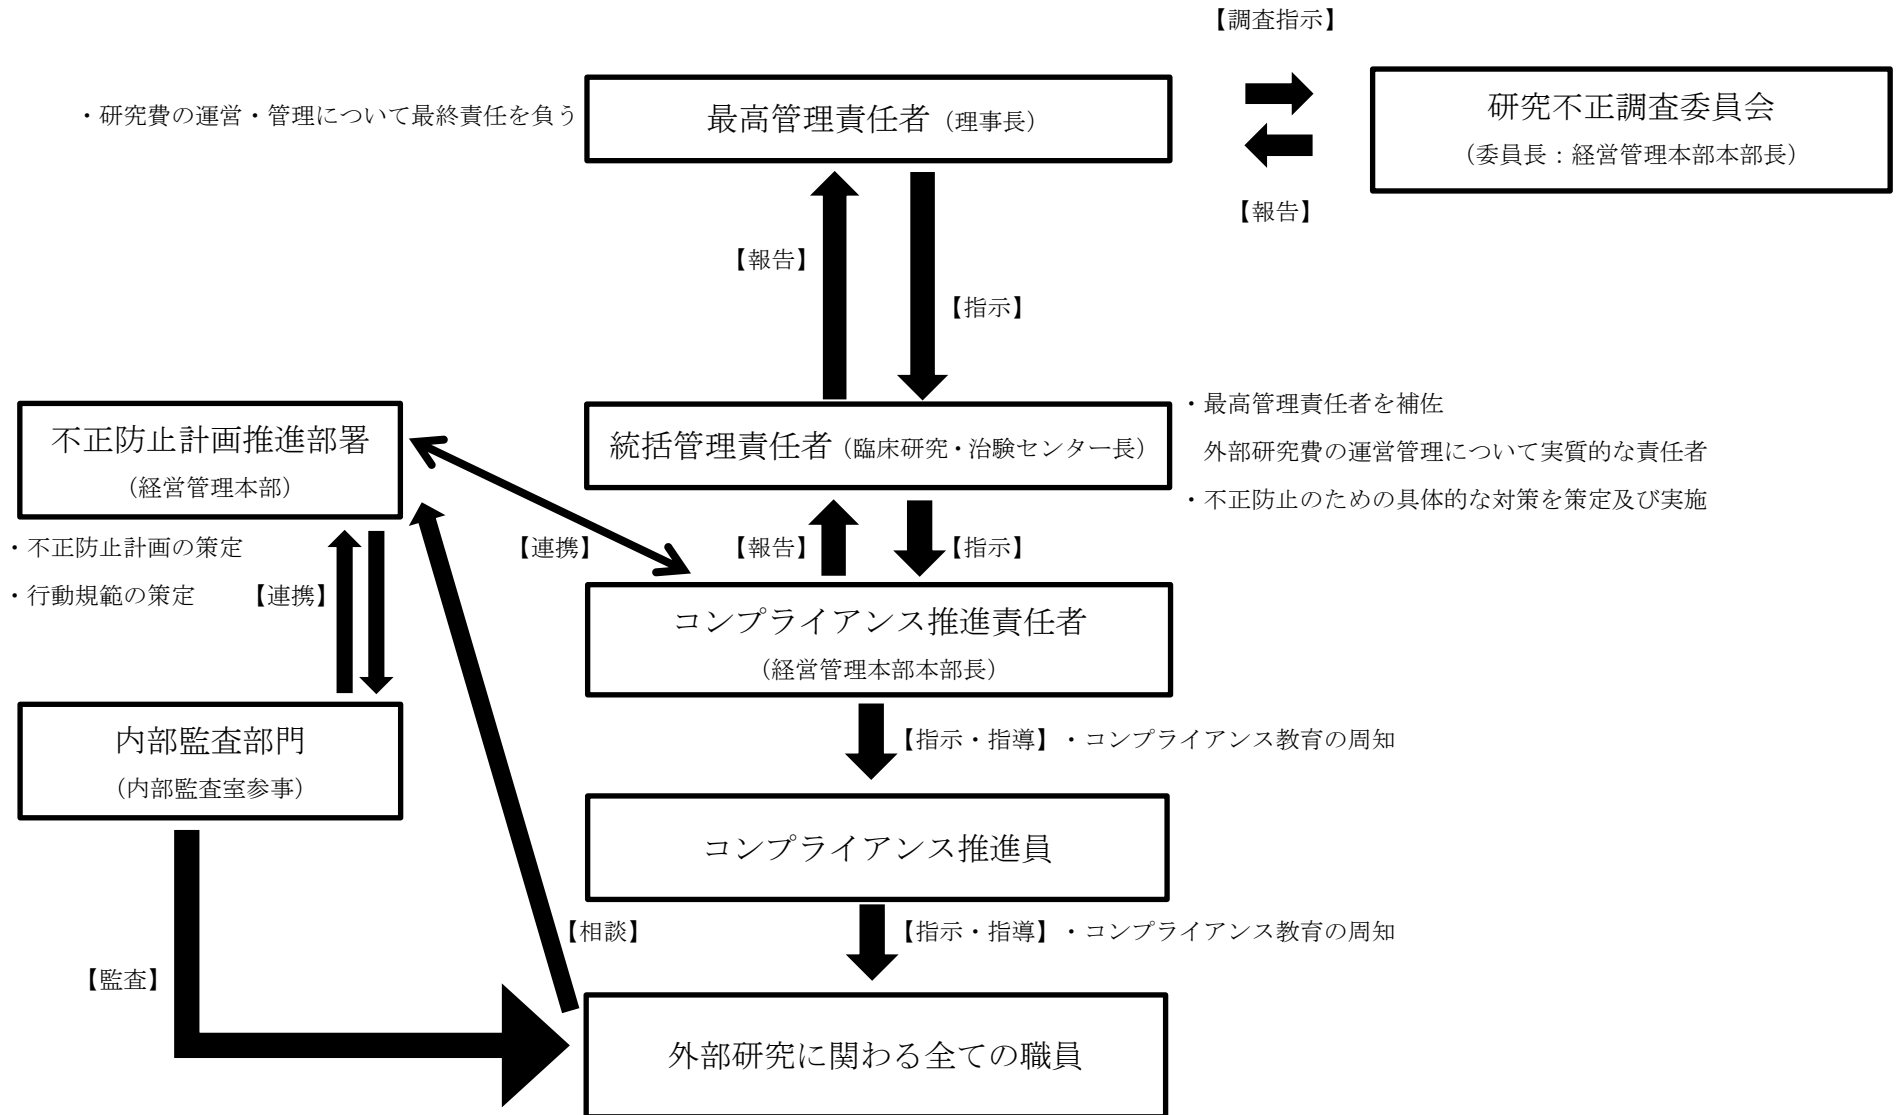 【調査指示】
・研究費の運営・管理について最終責任を負う
最高管理責任者（理事長）
研究不正調査委員会
（委員長：経営管理本部本部長）
【報告】
【報告】
【指示】
不正防止計画推進部署
（経営管理本部）
統括管理責任者（臨床研究・治験センター長）
・最高管理責任者を補佐
外部研究費の運営管理について実質的な責任者
・不正防止のための具体的な対策を策定及び実施
・不正防止計画の策定
・行動規範の策定
【連携】
【連携】
【報告】
【指示】
コンプライアンス推進責任者
（経営管理本部本部長）
内部監査部門
（内部監査室参事）
【指示・指導】・コンプライアンス教育の周知
コンプライアンス推進員
【相談】
【指示・指導】・コンプライアンス教育の周知
【監査】
外部研究に関わる全ての職員